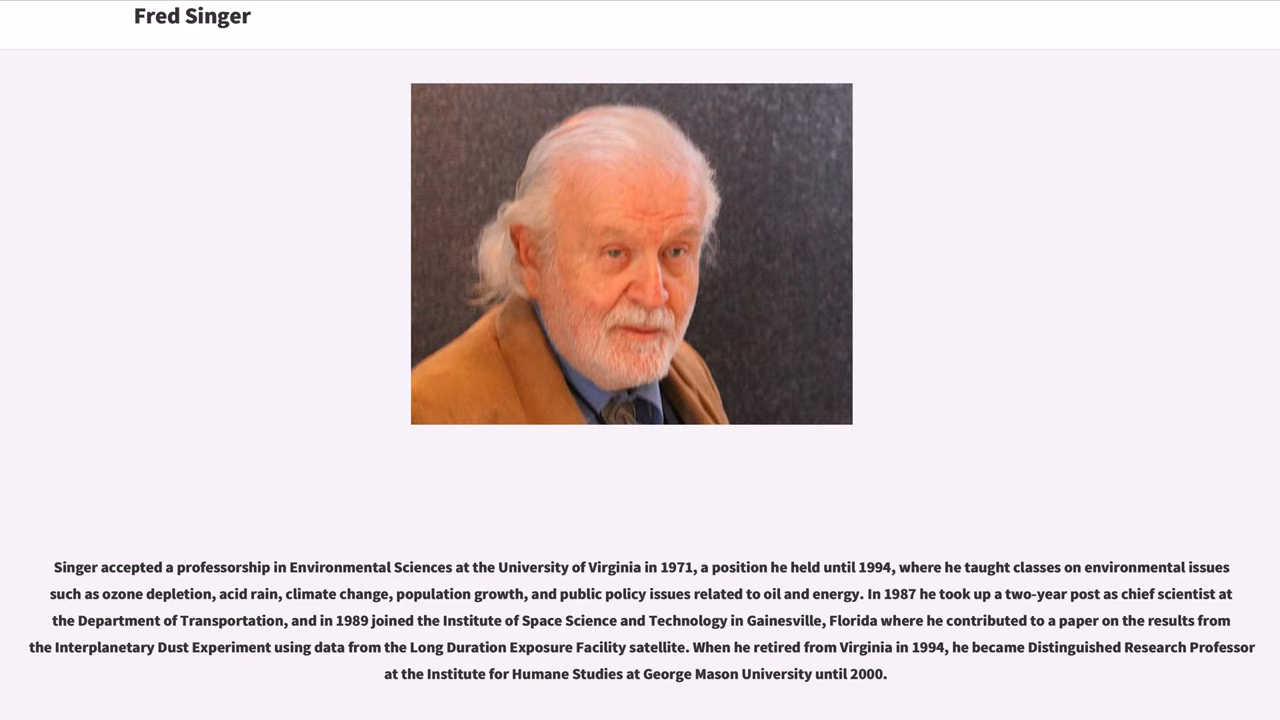 Fred Singer
Singer accepted a professorship in Environmental Sciences at the University of Virginia in 1971, a position he held until 1994, where he taught classes on environmental issues
such as ozone depletion, acid rain, climate change, population growth, and public policy issues related to oil and energy. In 1987 he took up a two-year post as chief scientist at
the Department of Transportation, and in 1989 joined the Institute of Space Science and Technology in Gainesville, Florida where he contributed to a paper on the results from
the Interplanetary Dust Experiment using data from the Long Duration Exposure Facility satellite. When he retired from Virginia in 1994, he became Distinguished Research Professor
at the Institute for Humane Studies at George Mason University until 2000.